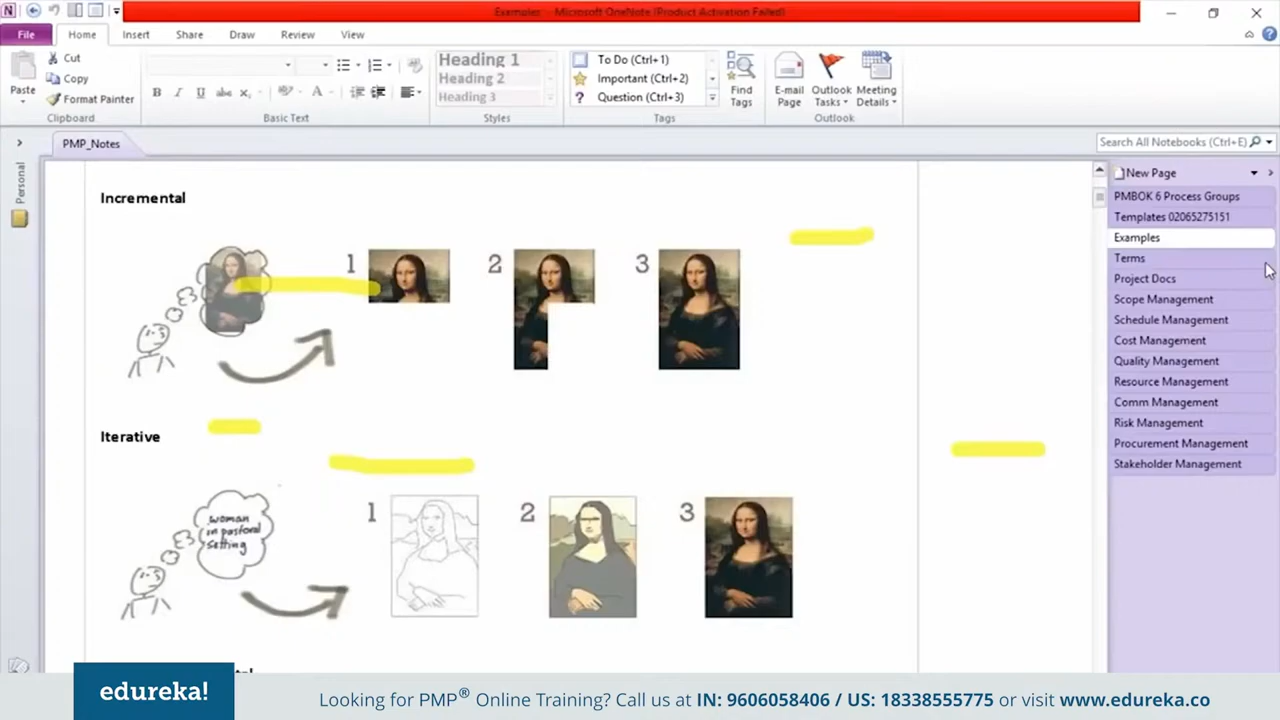 Examples - Microsoft OneNote (Product Activation Failed)
File Home Insert Share Draw Review View
Cut
Copy
Format Painter
Paste
Clipboard
B I U abc x₂ A
Basic Text
Heading 1
Heading 2
Heading 3
Styles
To Do (Ctrl+1)
Important (Ctrl+2)
Question (Ctrl+3)
Tags
Find
Tags
E-mail
Page
Outlook
Tasks
Meeting
Details
Outlook
PMP_Notes
Search All Notebooks (Ctrl+E)
Personal
New Page
PMBOK 6 Process Groups
Templates 02065275151
Examples
Terms
Project Docs
Scope Management
Schedule Management
Cost Management
Quality Management
Resource Management
Comm Management
Risk Management
Procurement Management
Stakeholder Management
Incremental
1 2 3
Iterative
woman
in pastoral
setting
1 2 3
edureka!
Looking for PMP® Online Training? Call us at IN: 9606058406 / US: 18338555775 or visit www.edureka.co